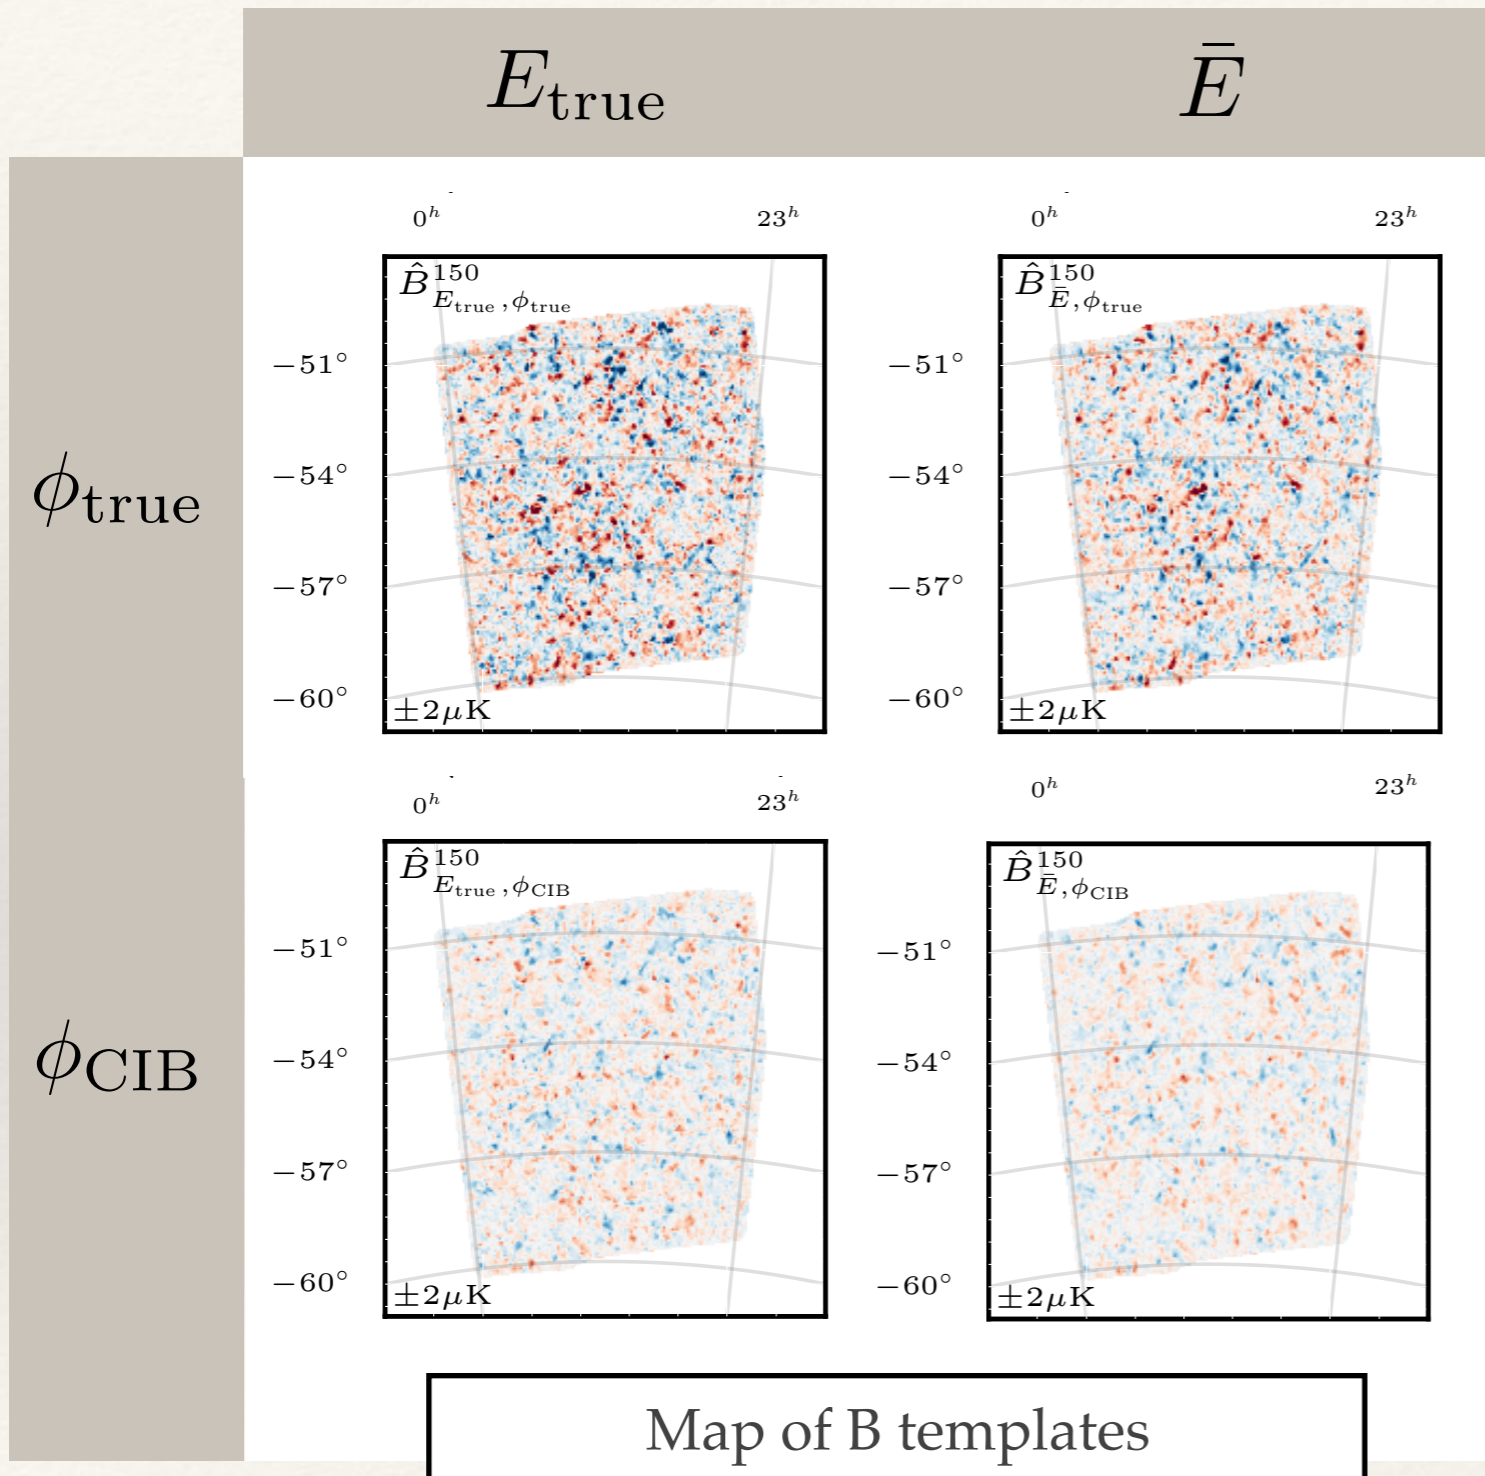 E_true Ē
0^h 23^h 0^h 23^h
B̂^150_{E_true, ϕ_true} B̂^150_{Ē, ϕ_true}
−51° −51°
−54° −54°
ϕ_true
−57° −57°
−60° −60°
±2μK ±2μK
0^h 23^h 0^h 23^h
B̂^150_{E_true, ϕ_CIB} B̂^150_{Ē, ϕ_CIB}
−51° −51°
−54° −54°
ϕ_CIB
−57° −57°
−60° −60°
±2μK ±2μK
Map of B templates